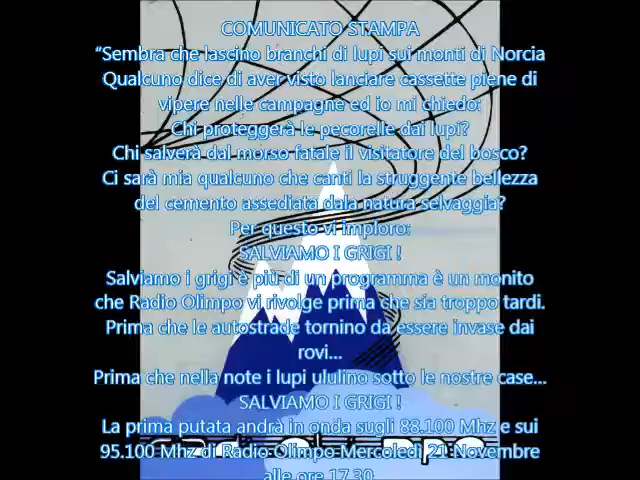 COMUNICATO STAMPA
“Sembra che lascino branchi di lupi sui monti di Norcia
Qualcuno dice di aver visto lanciare cassette piene di
vipere nelle campagne ed io mi chiedo:
Chi proteggerà le pecorelle dai lupi?
Chi salverà dal morso fatale il visitatore del bosco?
Ci sarà mia qualcuno che canti la struggente bellezza
del cemento assediata dala natura selvaggia?
Per questo vi imploro:
SALVIAMO I GRIGI !
Salviamo i grigi è più di un programma è un monito
che Radio Olimpo vi rivolge prima che sia troppo tardi.
Prima che le autostrade tornino da essere invase dai
rovi...
Prima che nella note i lupi ululino sotto le nostre case...
SALVIAMO I GRIGI !
La prima putata andrà in onda sugli 88.100 Mhz e sui
95.100 Mhz di Radio Olimpo Mercoledì 21 Novembre
alle ore 17.30
olimpo